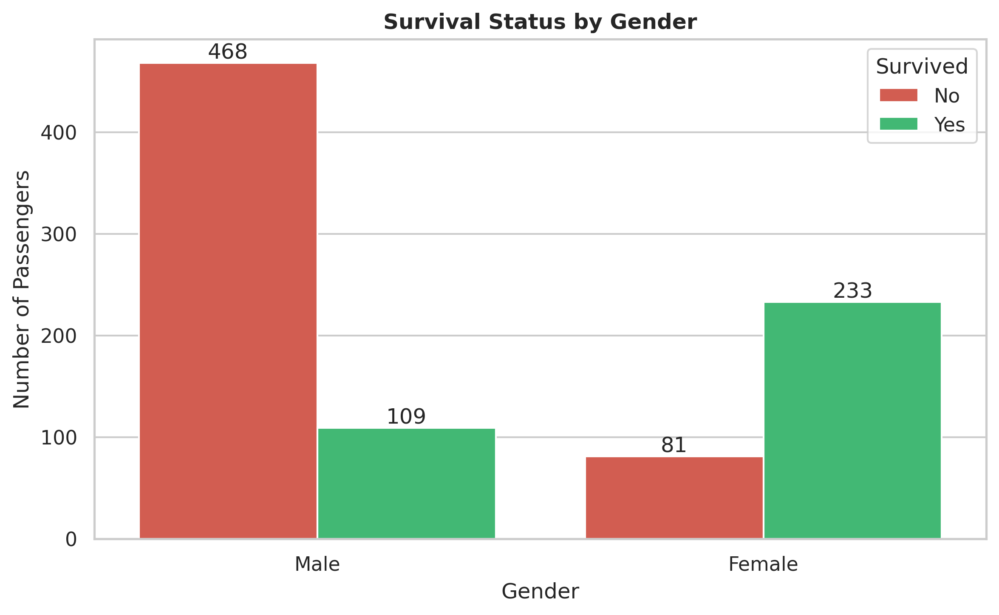 Survival Status by Gender
468
Survived
No
Yes
400
300
233
200
109
100
81
0
Number of Passengers
Male
Female
Gender